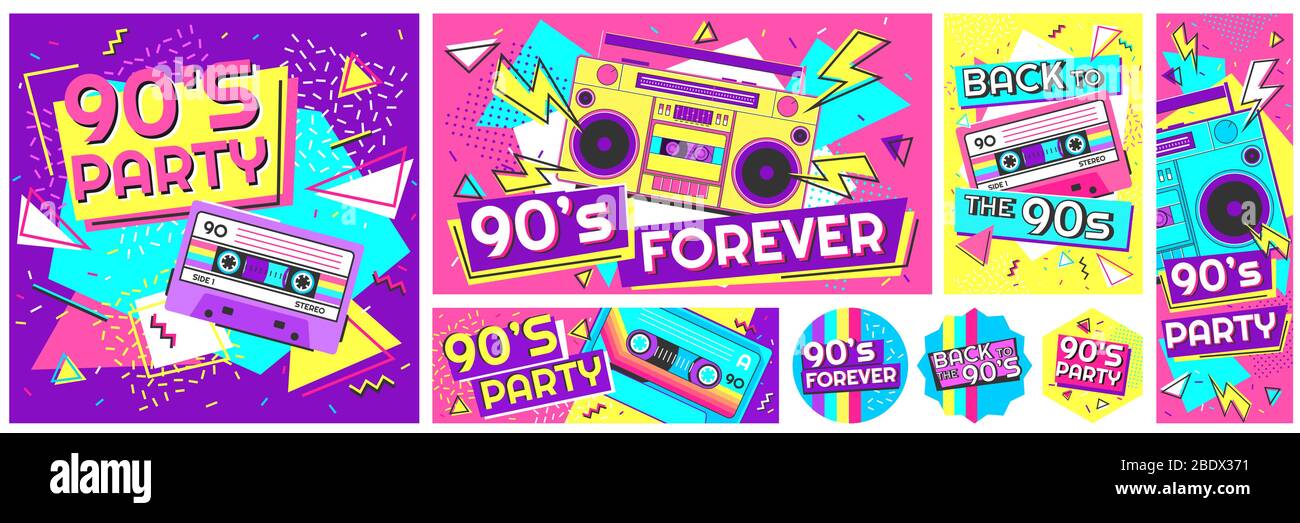 90'S
PARTY
90
SIDE 1
STEREO
90's
FOREVER
BACK TO
90
SIDE 1
STEREO
THE 90s
90's
PARTY
90'S
PARTY
A
90
90's
FOREVER
BACK TO
THE 90'S
90'S
PARTY
alamy
Image ID: 2BDX371
www.alamy.com